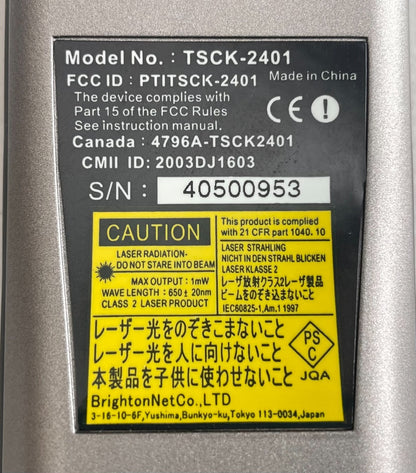 Model No. : TSCK-2401
FCC ID : PTITSCK-2401 Made in China
The device complies with
Part 15 of the FCC Rules
See instruction manual.
CE
Canada : 4796A-TSCK2401
CMII ID: 2003DJ1603
S/N : 40500953
CAUTION
LASER RADIATION-
DO NOT STARE INTO BEAM
MAX OUTPUT : 1mW
WAVE LENGTH : 650± 20nm
CLASS 2 LASER PRODUCT
This product is complied
with 21 CFR part 1040. 10
LASER STRAHLING
NICHT IN DEN STRAHL BLICKEN
LASER KLASSE 2
レーザ放射クラス2レーザ製品
ビームをのぞき込まないこと
IEC60825-1,Am.1 1997
レーザー光をのぞきこまないこと
レーザー光を人に向けないこと
本製品を子供に使わせないこと
PS
C
JQA
BrightonNetCo.,LTD
3-16-10-6F,Yushima,Bunkyo-ku,Tokyo 113-0034,Japan